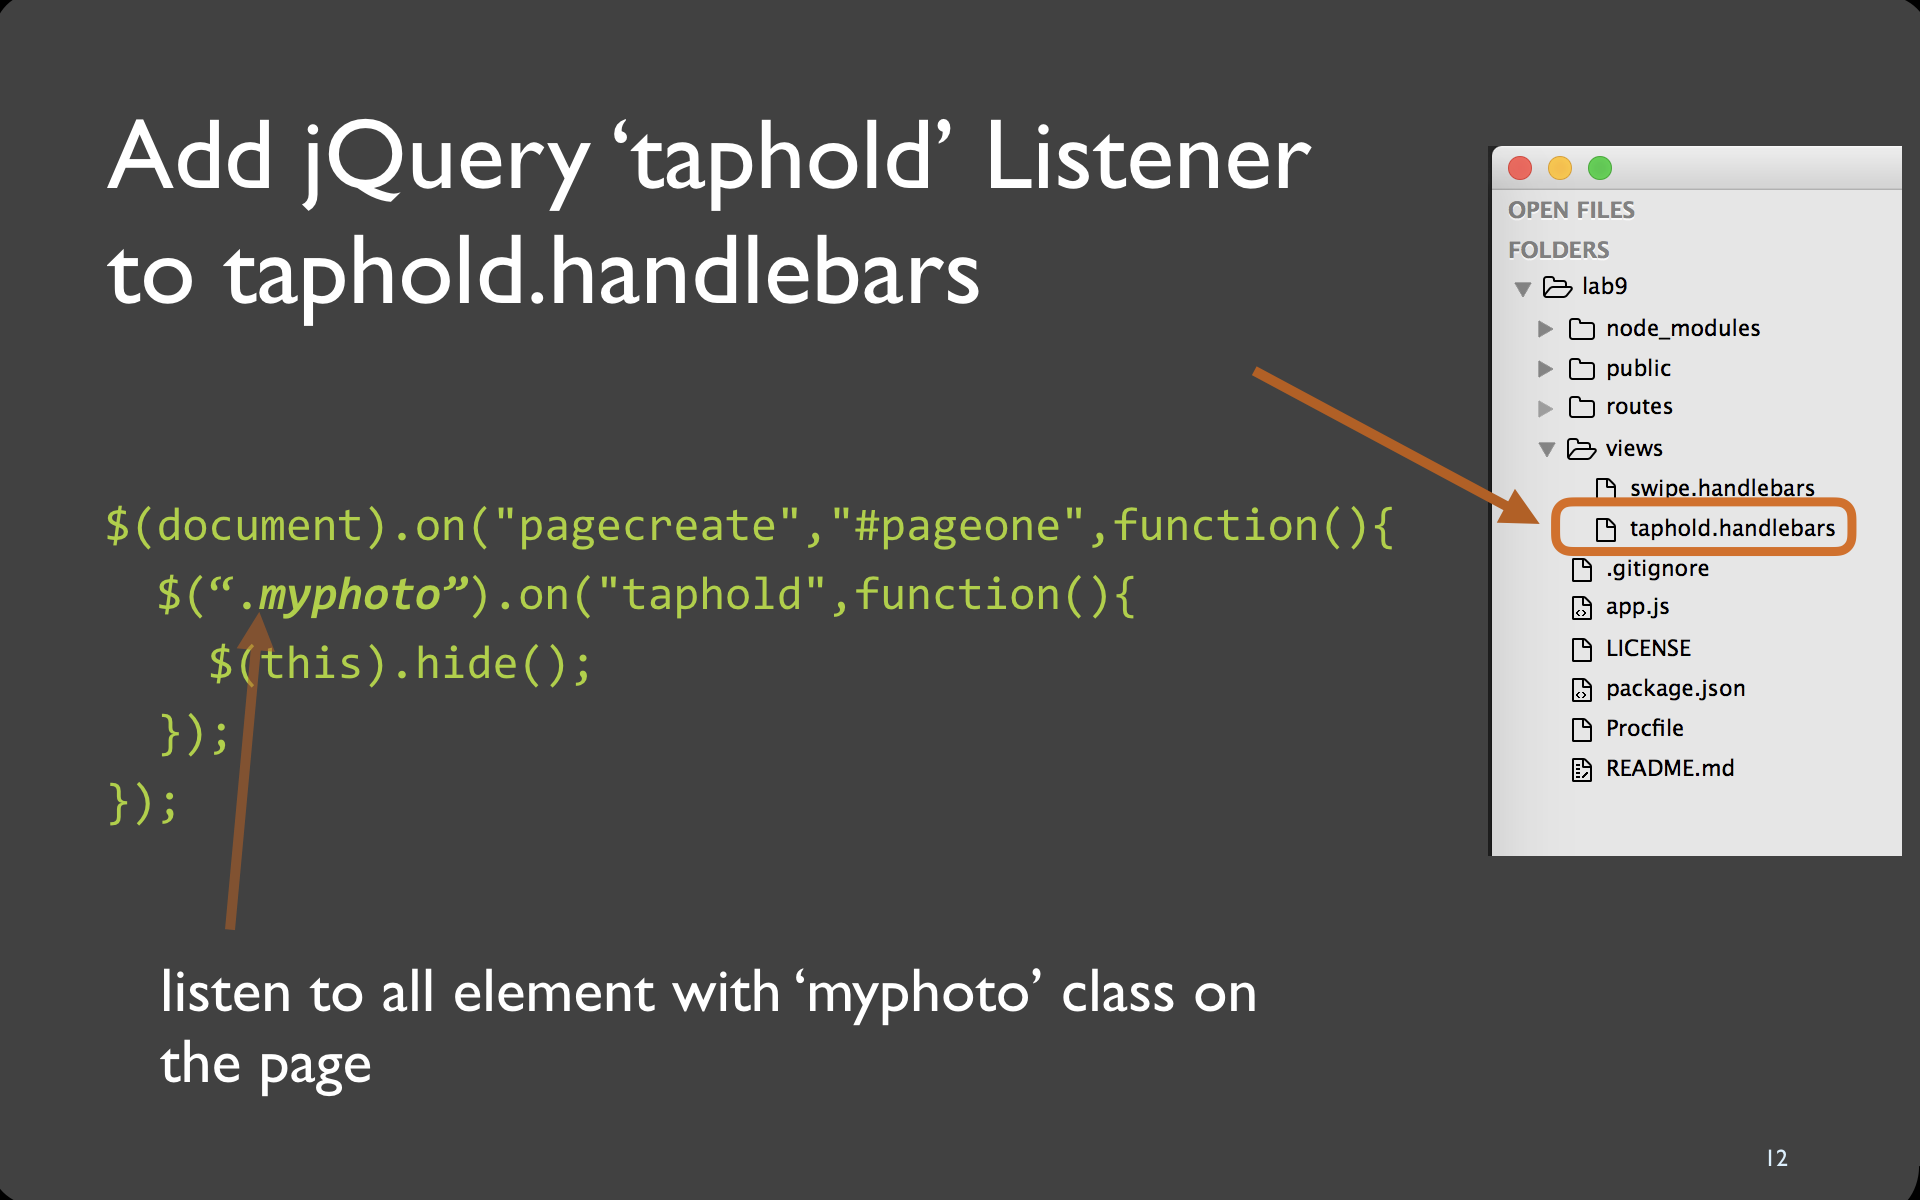 Add jQuery ‘taphold’ Listener
to taphold.handlebars
$(document).on("pagecreate","#pageone",function(){
$(“.myphoto”).on("taphold",function(){
$(this).hide();
});
});
listen to all element with ‘myphoto’ class on
the page
OPEN FILES
FOLDERS
lab9
node_modules
public
routes
views
swipe.handlebars
taphold.handlebars
.gitignore
app.js
LICENSE
package.json
Procfile
README.md
12